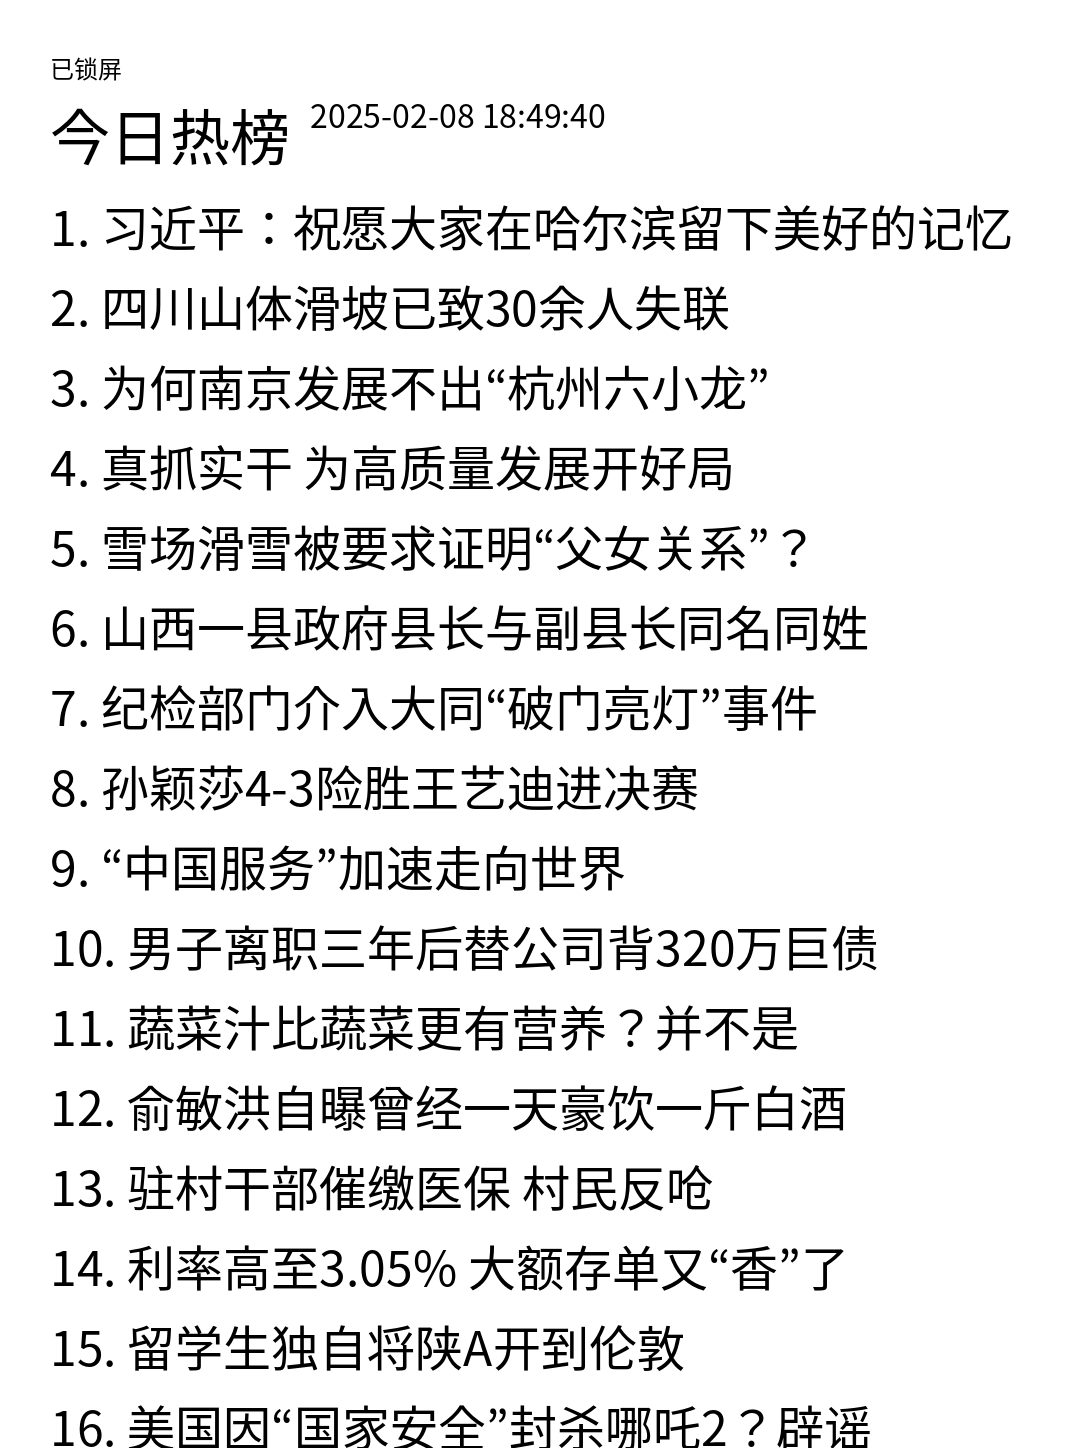 已锁屏
今日热榜 2025-02-08 18:49:40
1. 习近平：祝愿大家在哈尔滨留下美好的记忆
2. 四川山体滑坡已致30余人失联
3. 为何南京发展不出“杭州六小龙”
4. 真抓实干 为高质量发展开好局
5. 雪场滑雪被要求证明“父女关系”？
6. 山西一县政府县长与副县长同名同姓
7. 纪检部门介入大同“破门亮灯”事件
8. 孙颖莎4-3险胜王艺迪进决赛
9. “中国服务”加速走向世界
10. 男子离职三年后替公司背320万巨债
11. 蔬菜汁比蔬菜更有营养？并不是
12. 俞敏洪自曝曾经一天豪饮一斤白酒
13. 驻村干部催缴医保 村民反呛
14. 利率高至3.05% 大额存单又“香”了
15. 留学生独自将陕A开到伦敦
16. 美国因“国家安全”封杀哪吒2？辟谣